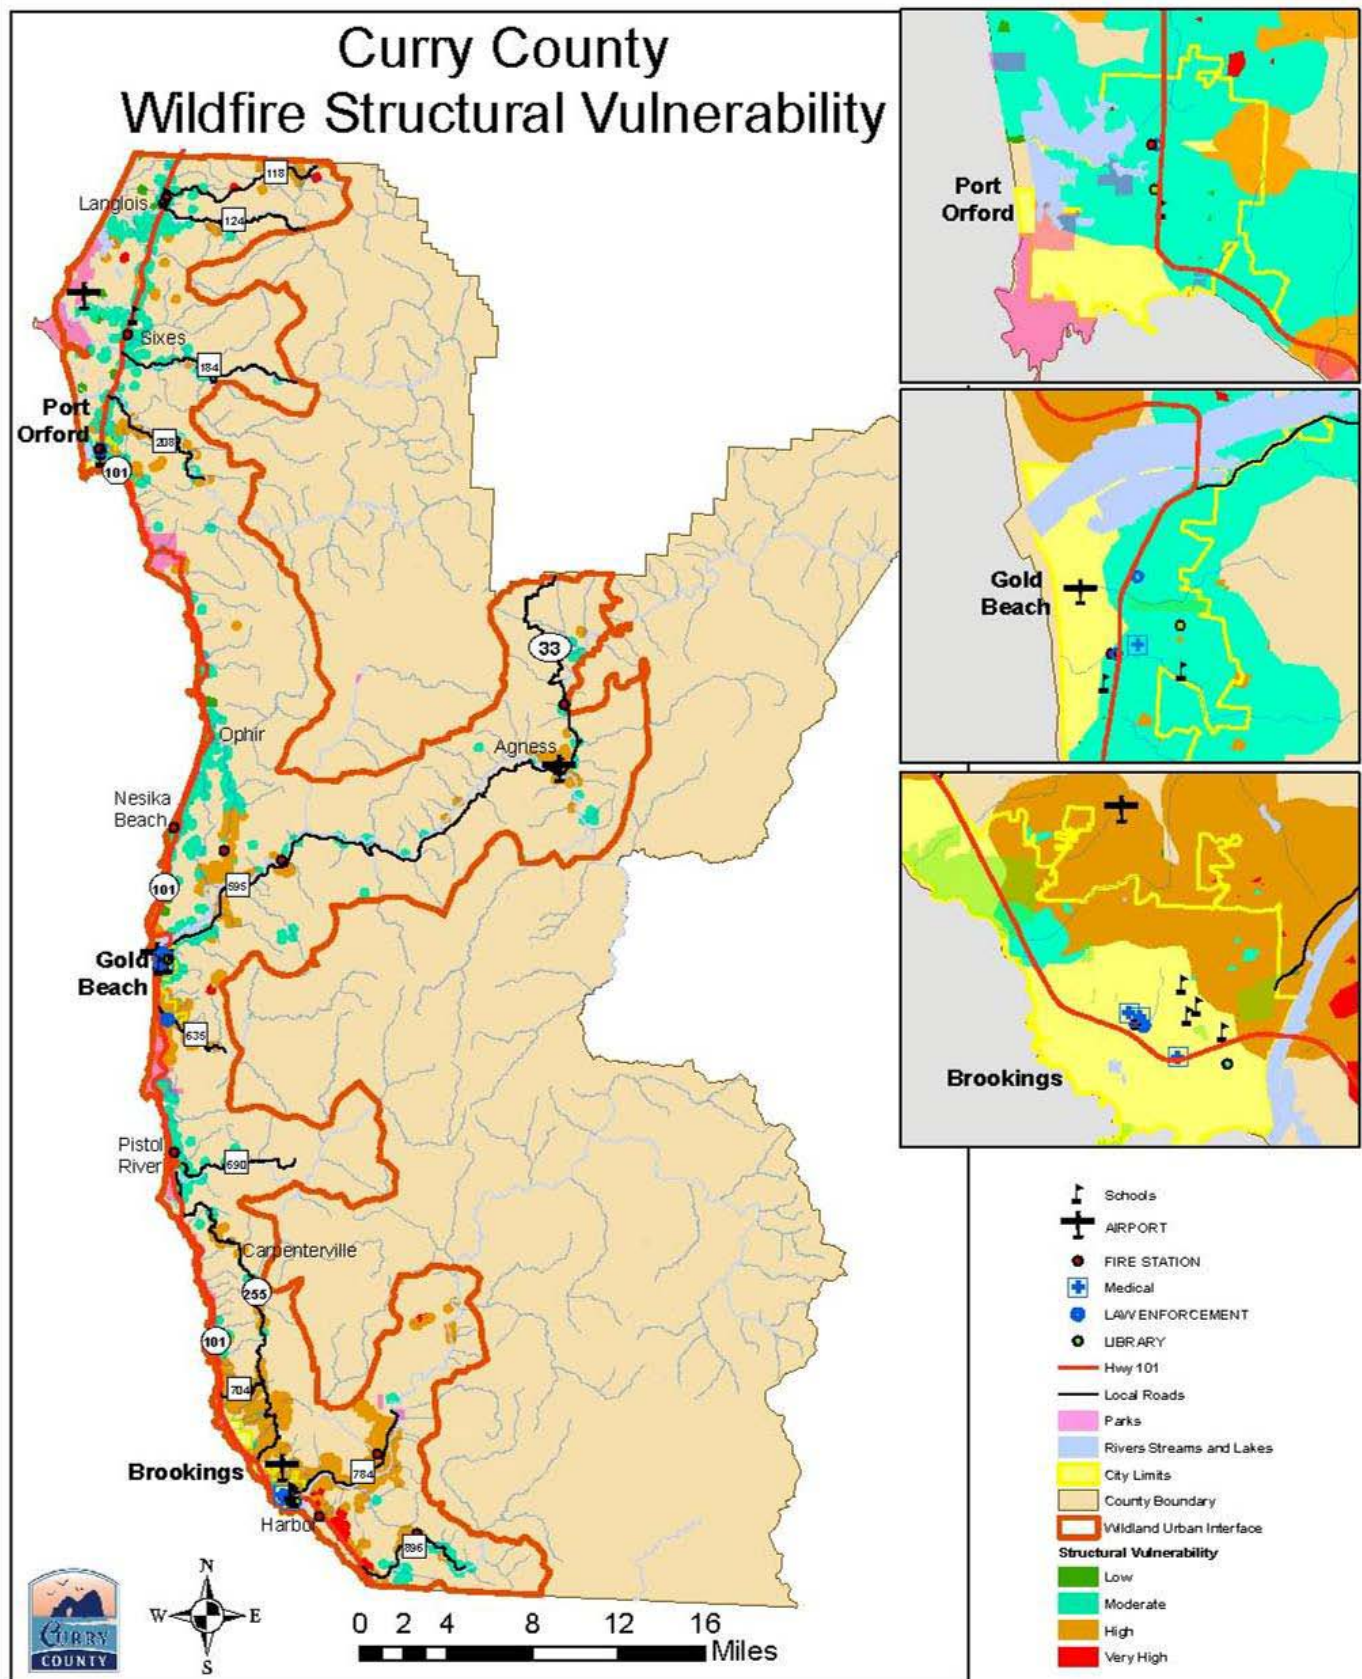 Curry County
Wildfire Structural Vulnerability
118
Langlois
124
Sixes
184
Port
Orford
208
101
33
Ophir
Agness
Nesika
Beach
101
595
Gold
Beach
635
Pistol
River
690
Carpenterville
255
101
704
Brookings
784
Harbor
896
Port
Orford
Gold
Beach
Brookings
Schools
AIRPORT
FIRE STATION
Medical
LAW ENFORCEMENT
LIBRARY
Hwy 101
Local Roads
Parks
Rivers Streams and Lakes
City Limits
County Boundary
Wildland Urban Interface
Structural Vulnerability
Low
Moderate
High
Very High
CURRY
COUNTY
N
W E
S
0 2 4 8 12 16
Miles